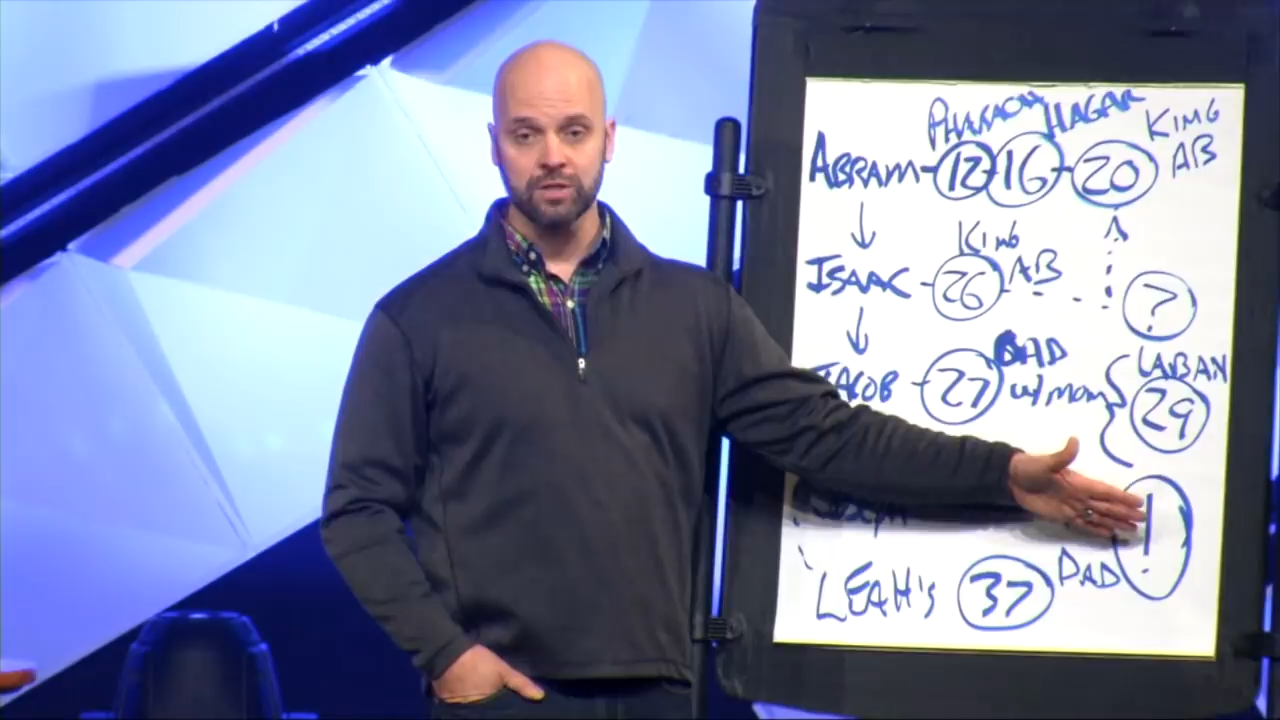 PHARAOH HAGAR KING
ABRAM - 12 - 16 - 20 AB
KING
ISAAC - 26 AB
?
JACOB - 27 DAD w/ mom { LABAN
29
JOSEPH
!
LEAH'S 37 DAD